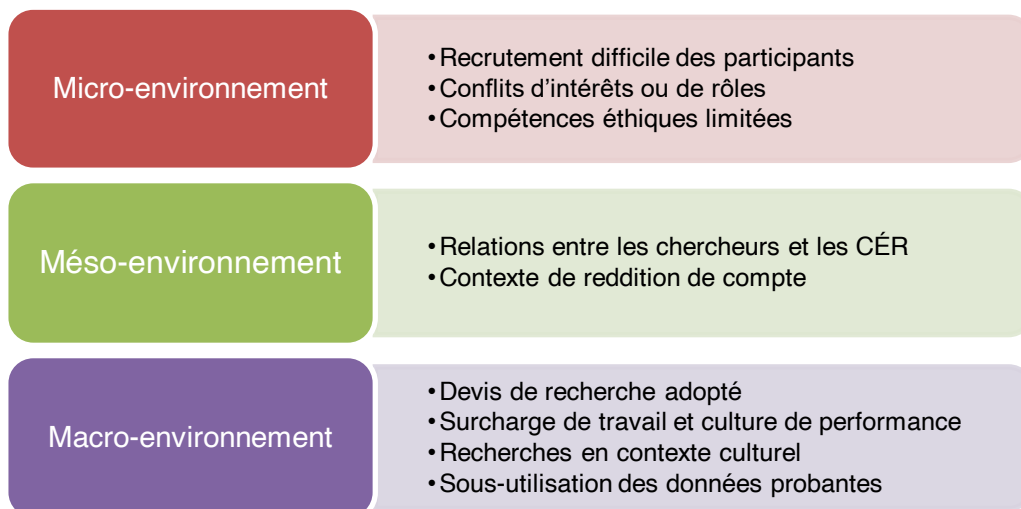 Micro-environnement
•Recrutement difficile des participants
•Conflits d'intérêts ou de rôles
•Compétences éthiques limitées
Méso-environnement
•Relations entre les chercheurs et les CÉR
•Contexte de reddition de compte
Macro-environnement
•Devis de recherche adopté
•Surcharge de travail et culture de performance
•Recherches en contexte culturel
•Sous-utilisation des données probantes